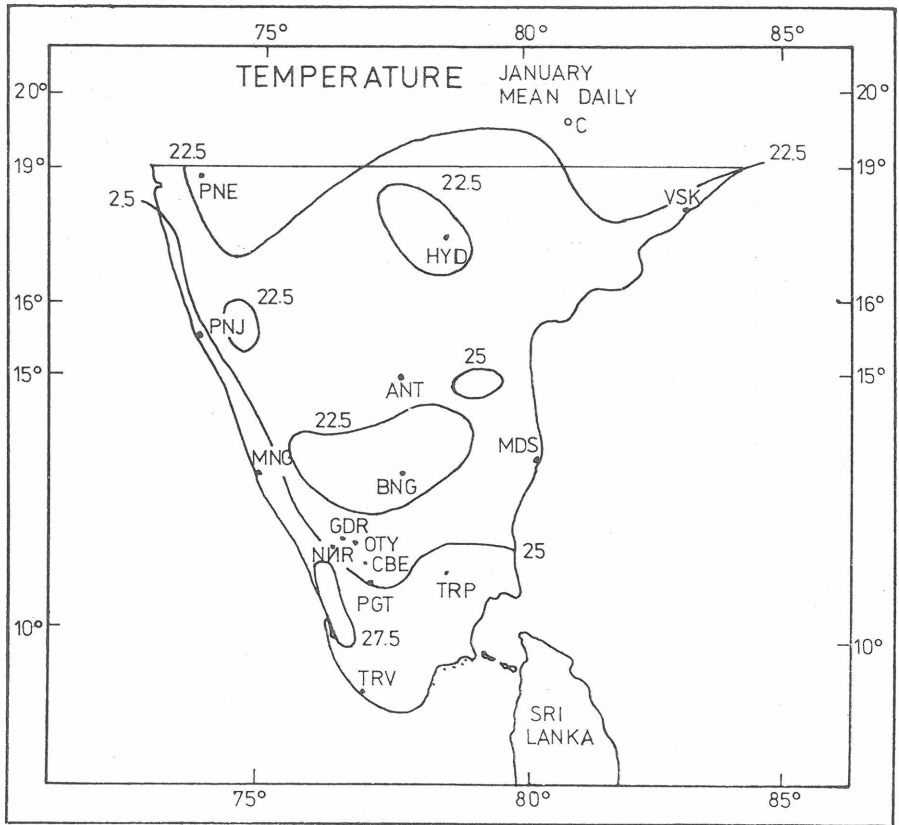 75° 80° 85°
TEMPERATURE JANUARY
MEAN DAILY
°C
20° 20°
19° 22.5 19° 22.5
PNE
2.5 22.5 VSK
HYD
16° 22.5 16°
PNJ
15° 25 15°
ANT
22.5
MNG MDS
BNG
GDR
NNR OTY 25
CBE
PGT TRP
10° 27.5 10°
TRV
SRI
LANKA
75° 80° 85°